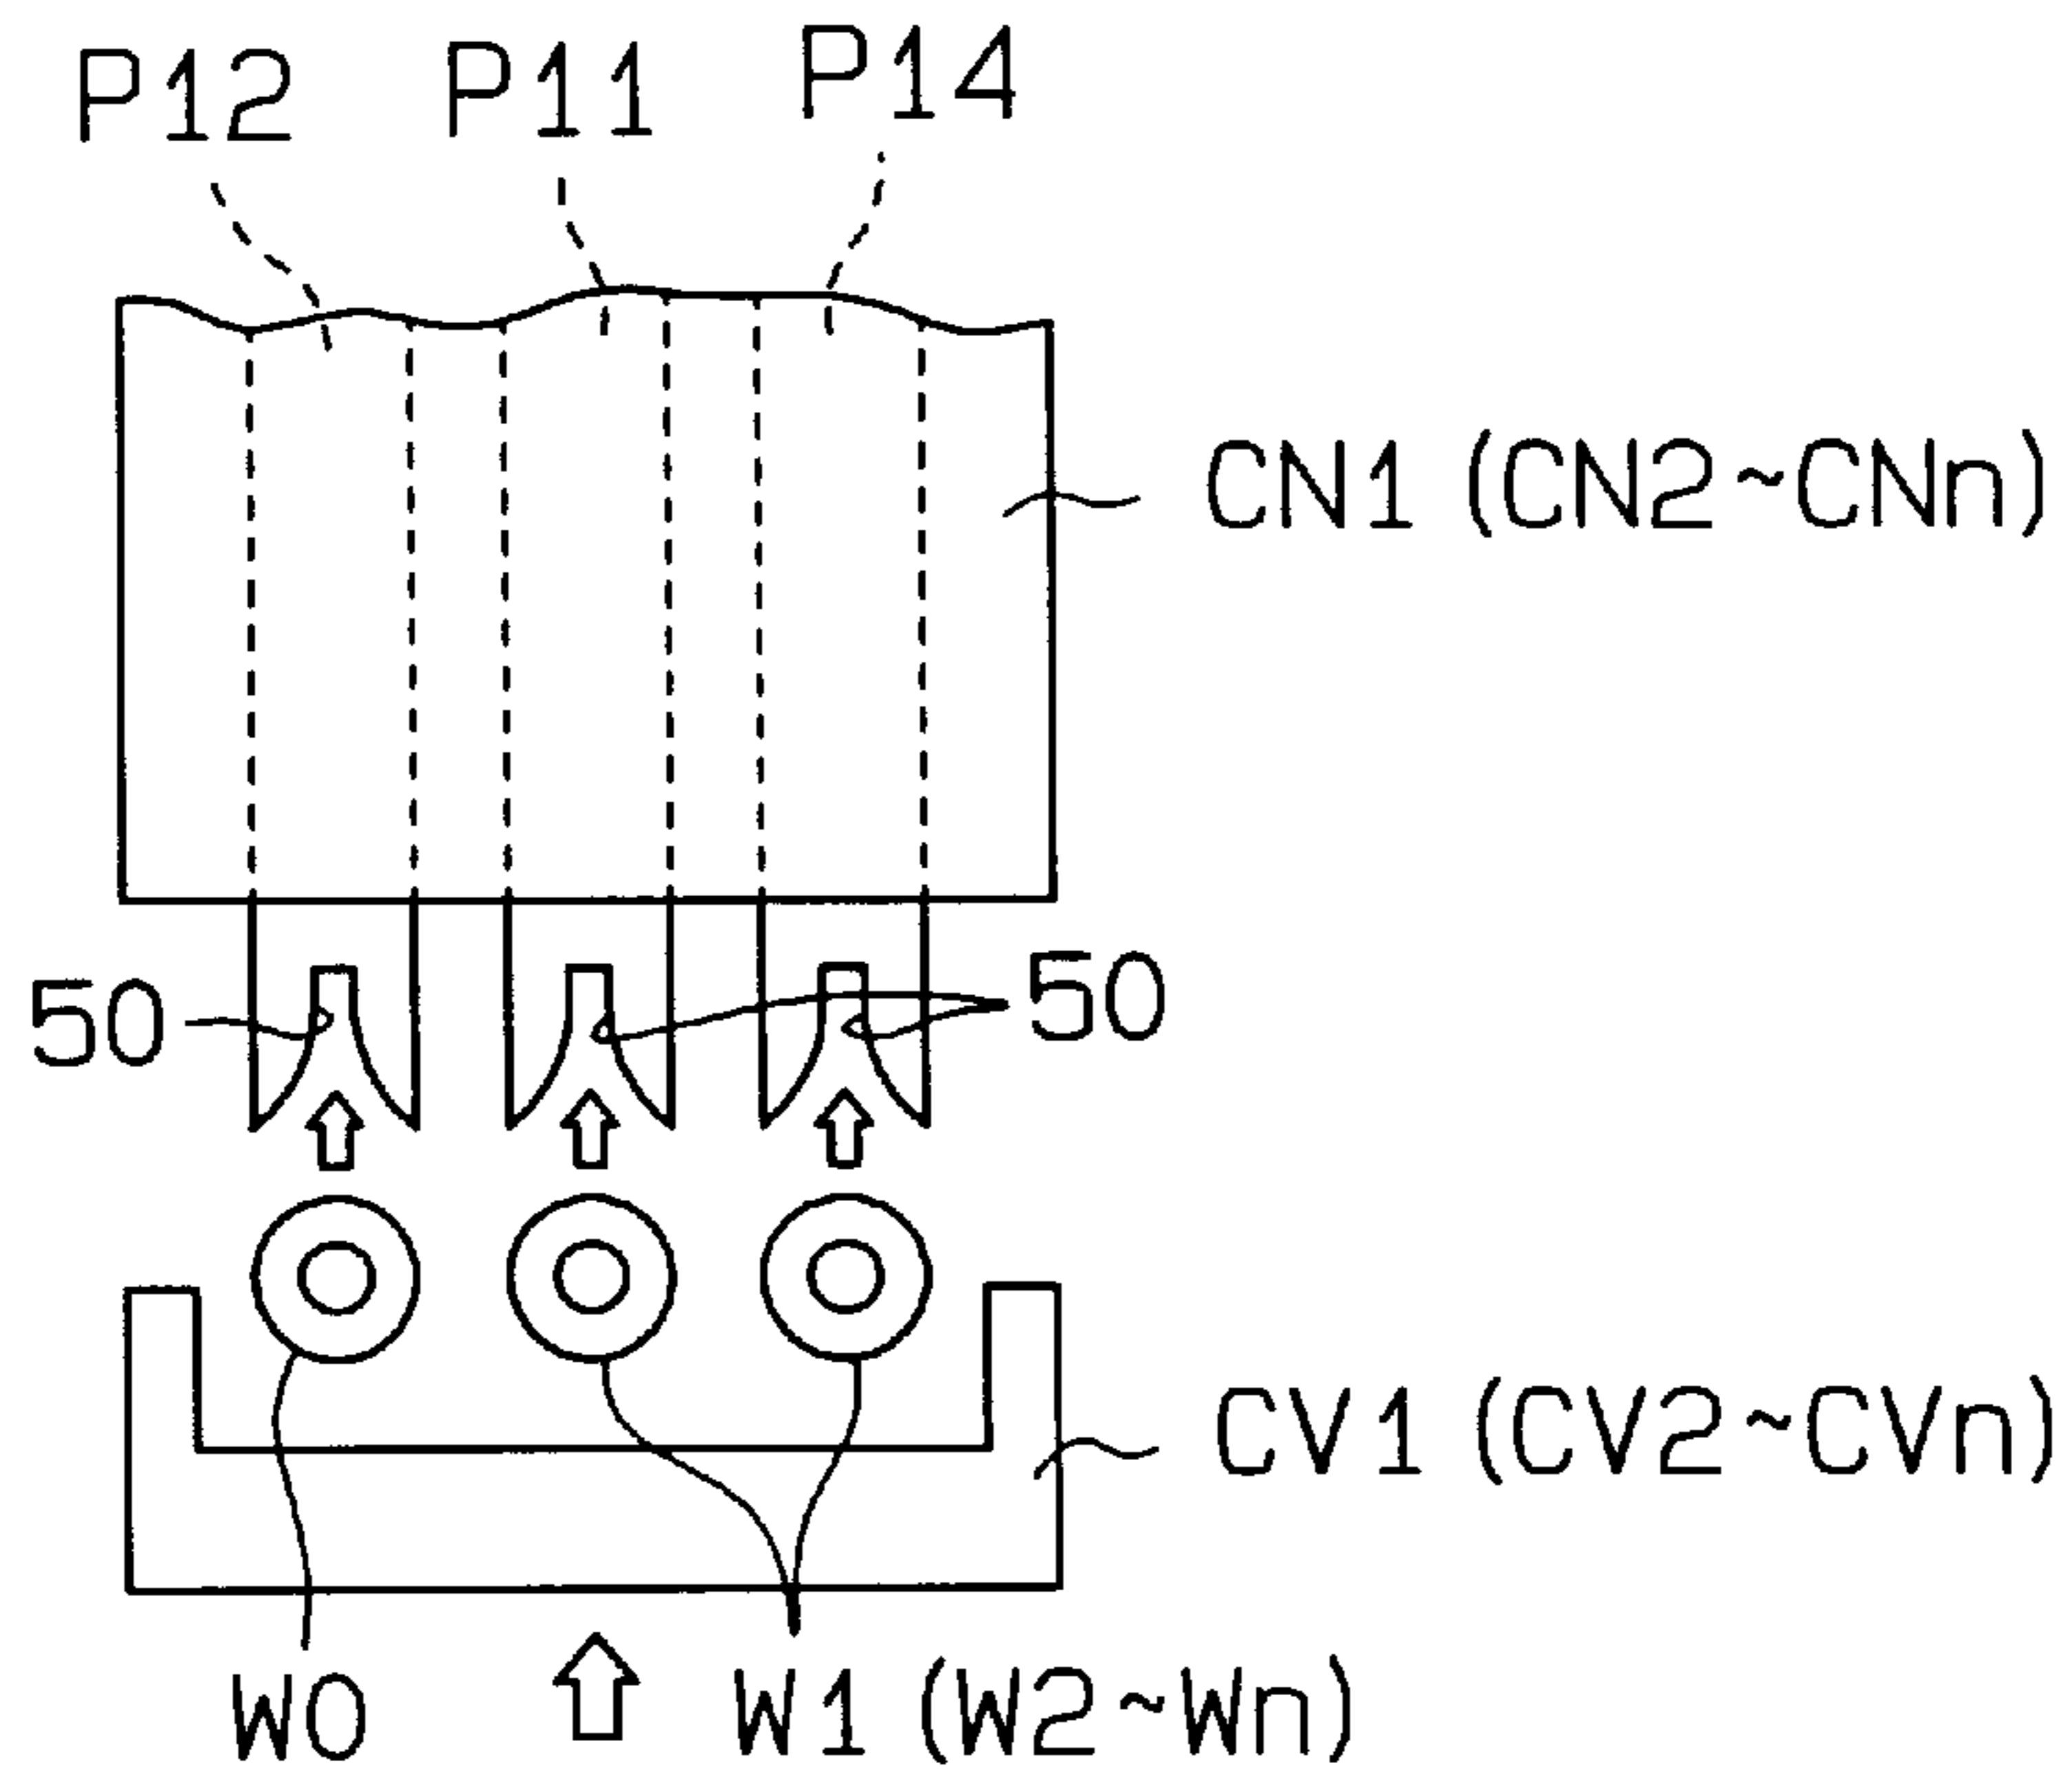 P12 P11 P14
CN1 (CN2~CNn)
50 50
CV1 (CV2~CVn)
W0 W1 (W2~Wn)